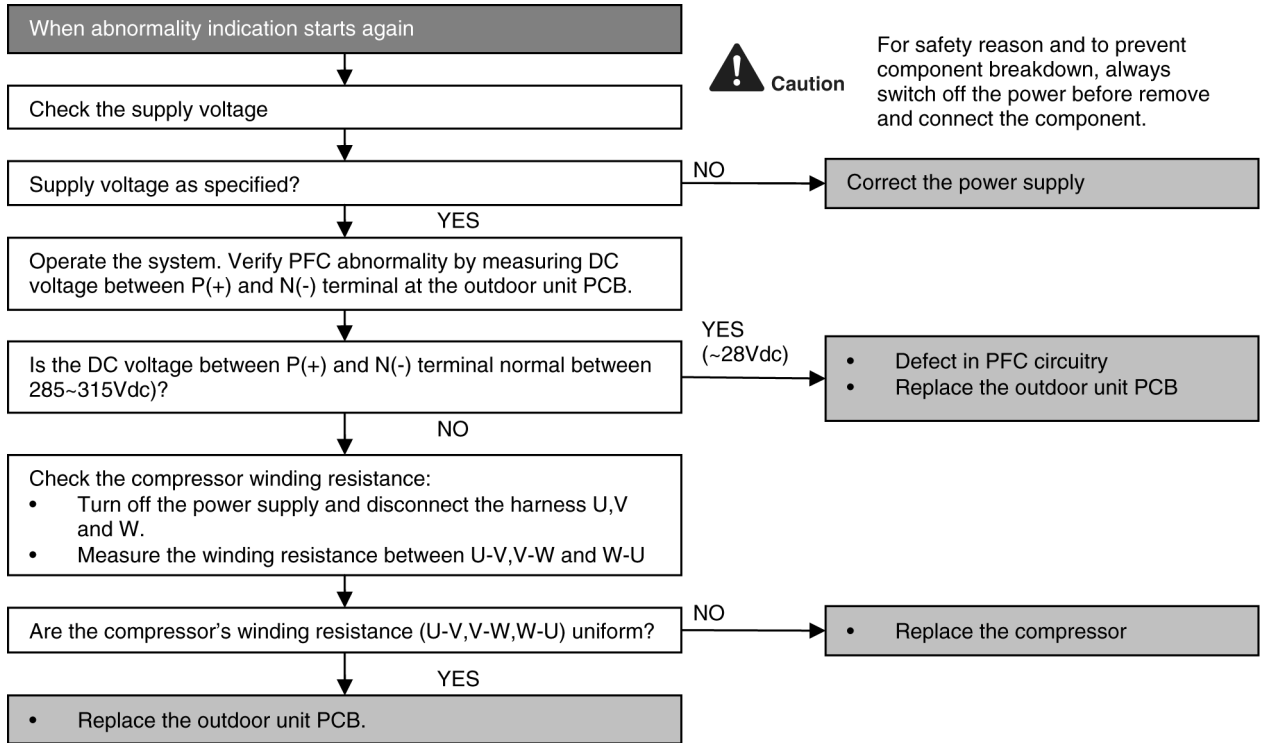 When abnormality indication starts again
Caution
For safety reason and to prevent
component breakdown, always
switch off the power before remove
and connect the component.
Check the supply voltage
Supply voltage as specified?
NO
Correct the power supply
YES
Operate the system. Verify PFC abnormality by measuring DC
voltage between P(+) and N(-) terminal at the outdoor unit PCB.
Is the DC voltage between P(+) and N(-) terminal normal between
285~315Vdc)?
YES
(~28Vdc)
• Defect in PFC circuitry
• Replace the outdoor unit PCB
NO
Check the compressor winding resistance:
• Turn off the power supply and disconnect the harness U,V
and W.
• Measure the winding resistance between U-V,V-W and W-U
Are the compressor's winding resistance (U-V,V-W,W-U) uniform?
NO
• Replace the compressor
YES
• Replace the outdoor unit PCB.